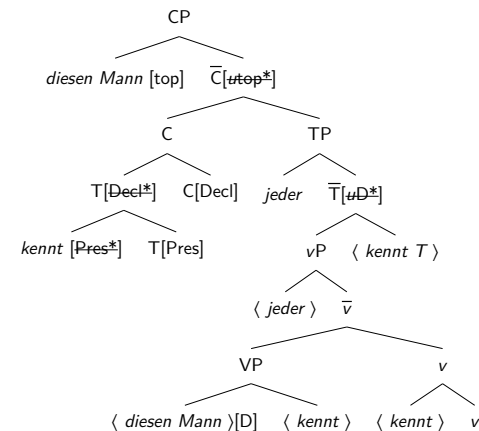 CP
diesen Mann [top] C̅[utop*]
C TP
T[Decl*] C[Decl] jeder T̅[uD*]
kennt [Pres*] T[Pres] vP ⟨ kennt T ⟩
⟨ jeder ⟩ v̅
VP v
⟨ diesen Mann ⟩[D] ⟨ kennt ⟩ ⟨ kennt ⟩ v